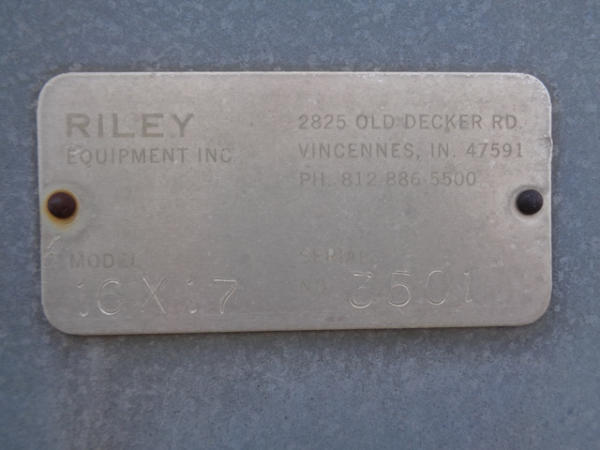 RILEY
EQUIPMENT INC
2825 OLD DECKER RD.
VINCENNES, IN. 47591
PH. 812 886-5500
MODEL
16 X 17
SERIAL
NO. 3501